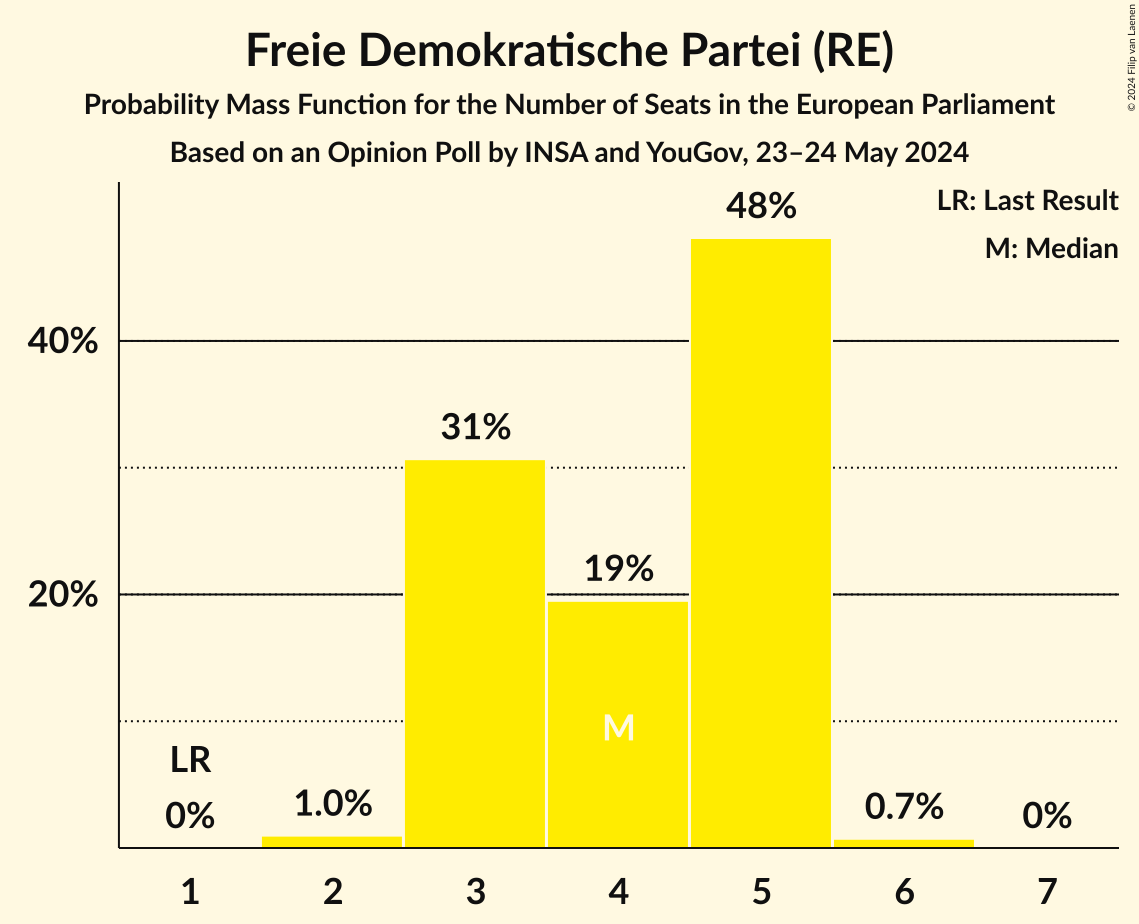 Freie Demokratische Partei (RE)
Probability Mass Function for the Number of Seats in the European Parliament
Based on an Opinion Poll by INSA and YouGov, 23–24 May 2024
© 2024 Filip van Laenen
LR: Last Result
M: Median
48%
40%
31%
19%
20%
M
LR
0%
1.0%
0.7%
0%
1
2
3
4
5
6
7